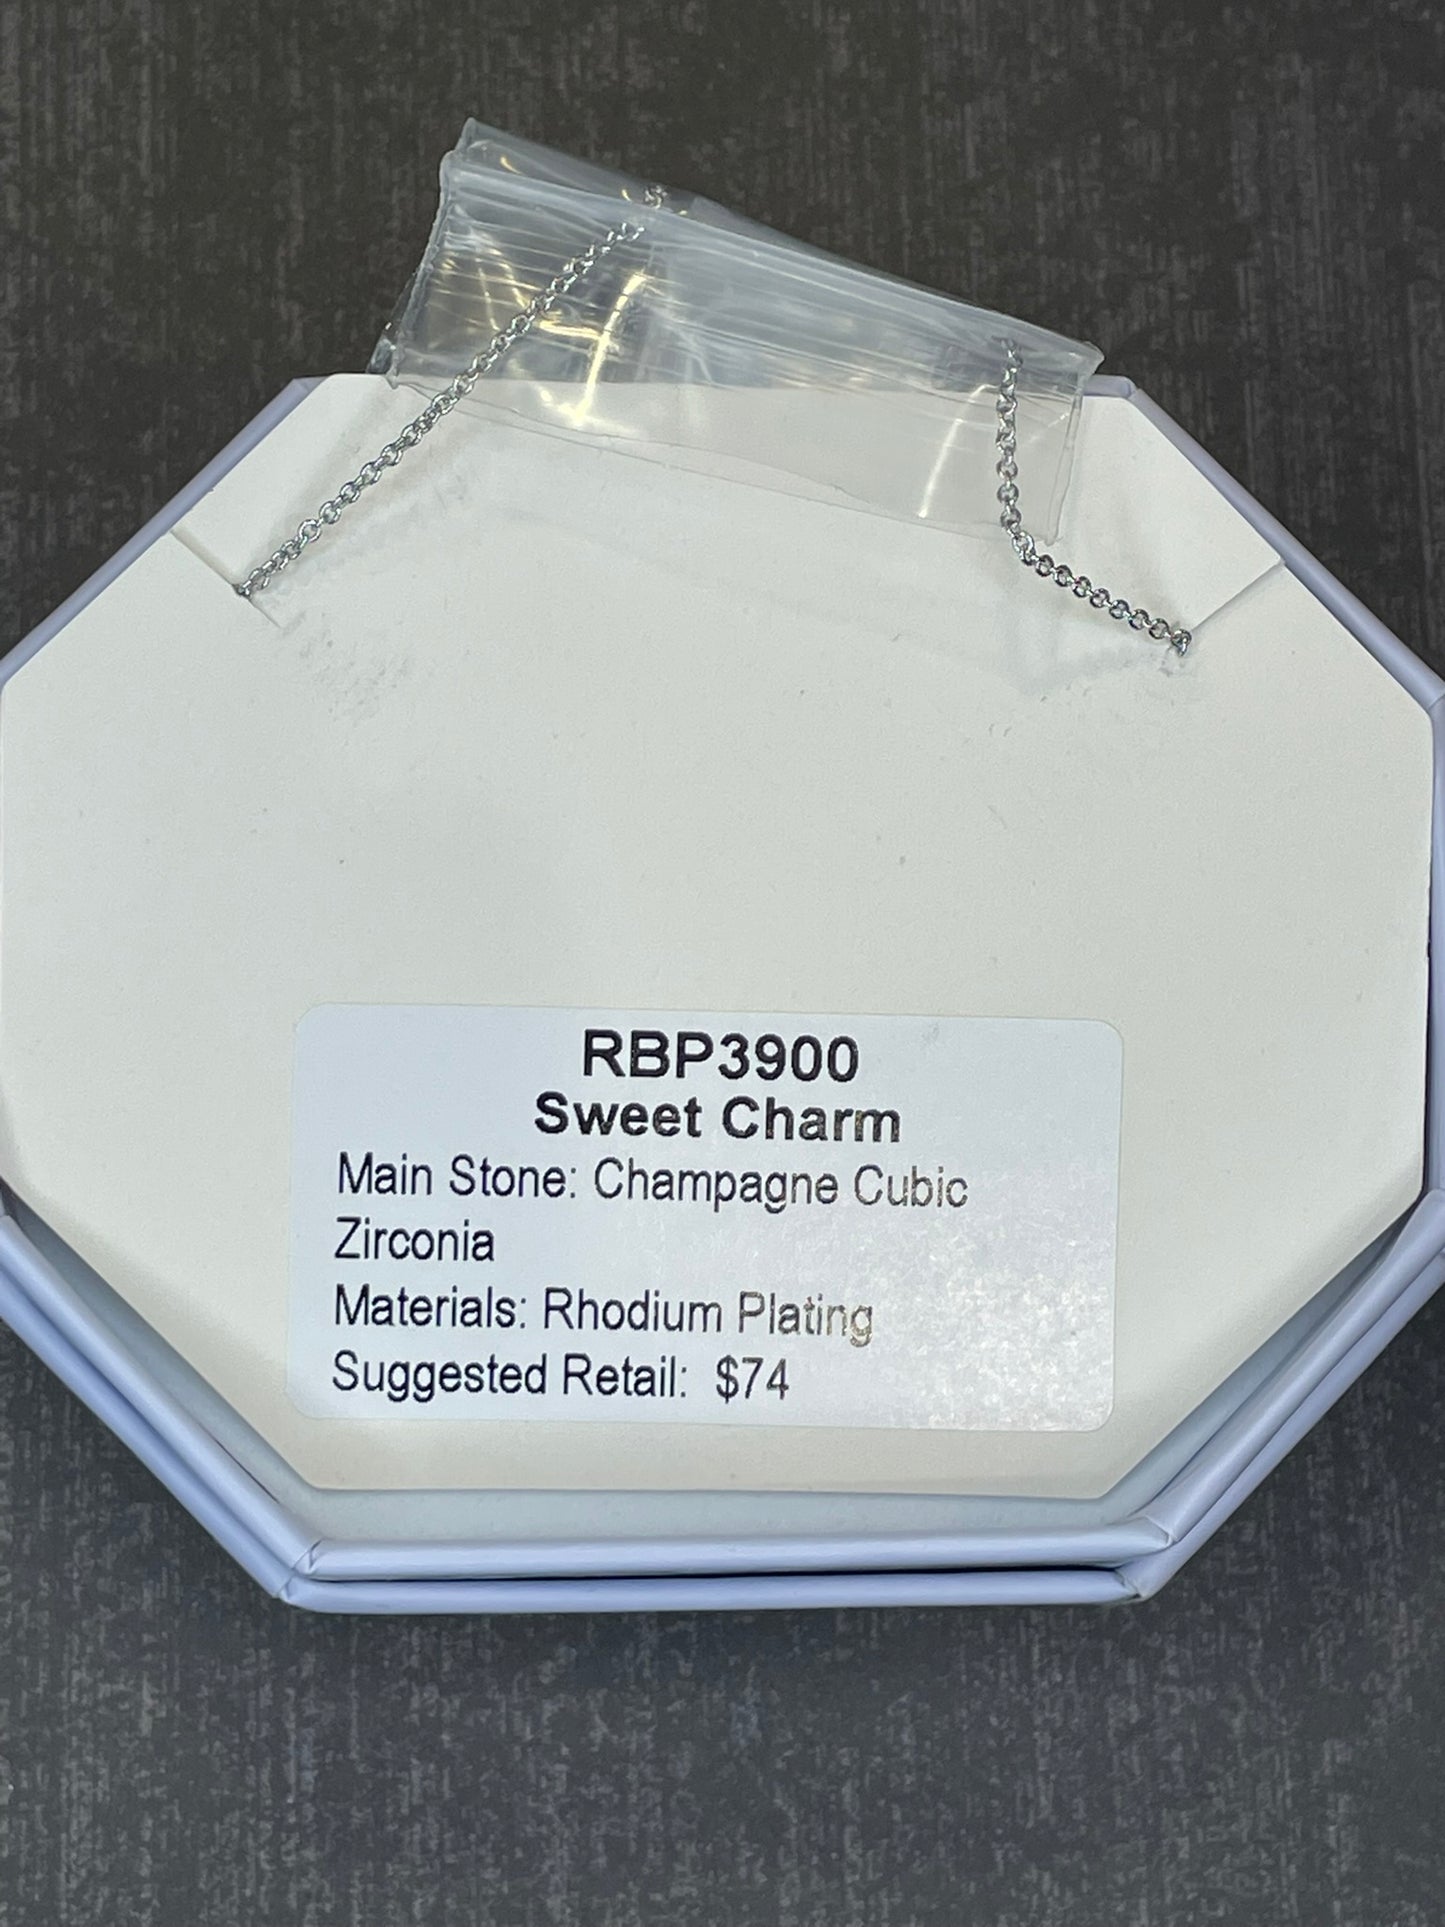 RBP3900
Sweet Charm
Main Stone: Champagne Cubic
Zirconia
Materials: Rhodium Plating
Suggested Retail: $74